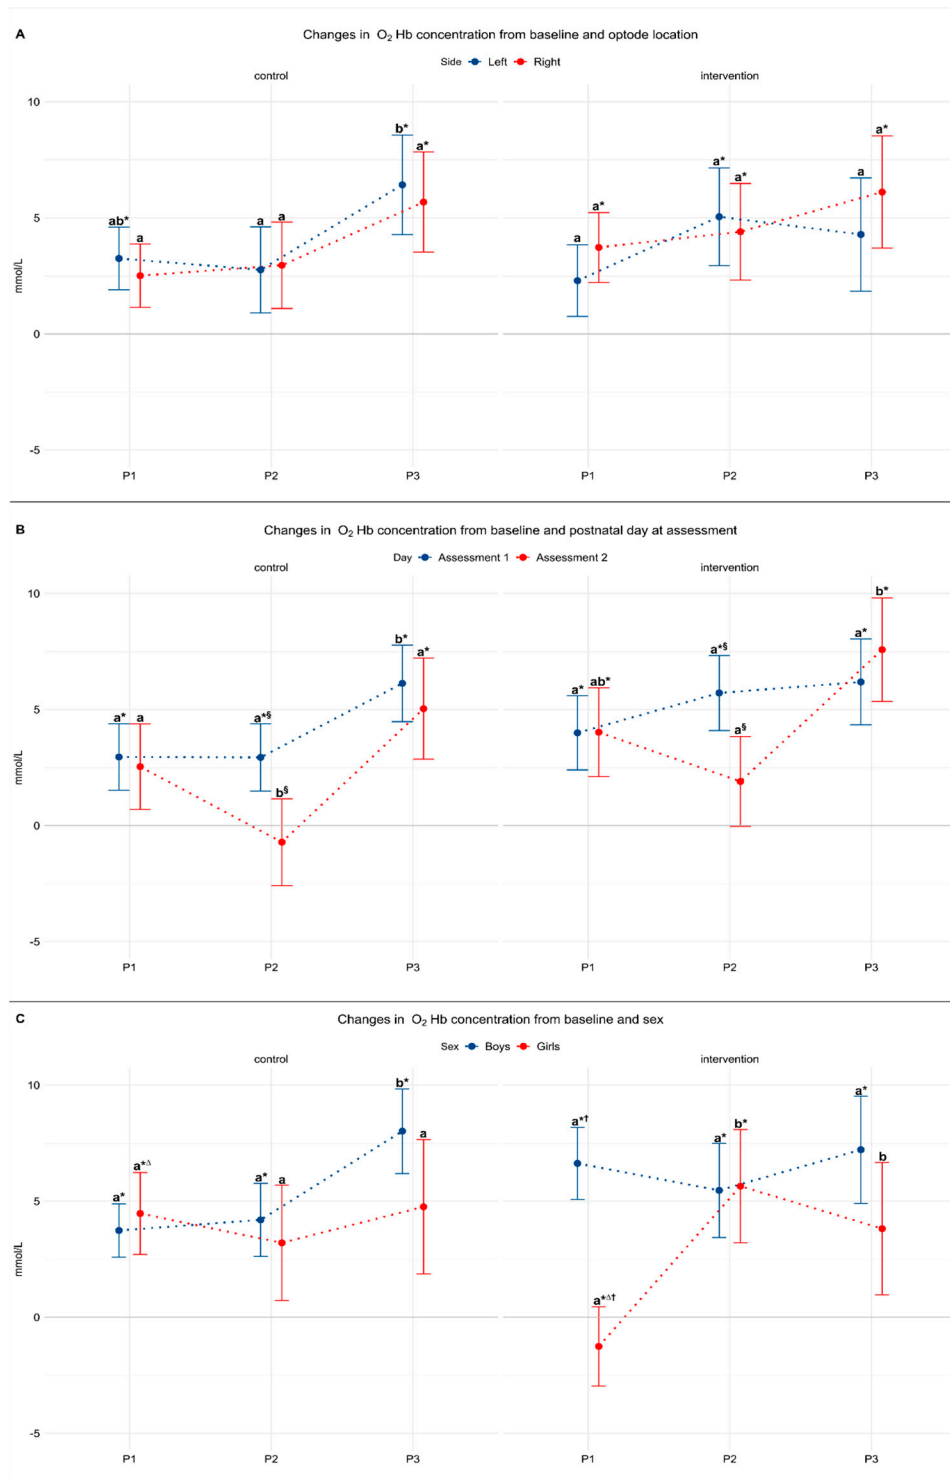 A
Changes in O₂ Hb concentration from baseline and optode location
Side Left Right
control intervention
10
b* a* a*
ab* a a a a* a* a* a
a a*
5
mmol/L
0
-5
P1 P2 P3 P1 P2 P3
B
Changes in O₂ Hb concentration from baseline and postnatal day at assessment
Day Assessment 1 Assessment 2
control intervention
10
b* a* a* b*
a* a a*§ a* ab* a*§
5
b§ a§
mmol/L
0
-5
P1 P2 P3 P1 P2 P3
C
Changes in O₂ Hb concentration from baseline and sex
Sex Boys Girls
control intervention
10
b* a a*† a* b* a* b
a* a*Δ a* a
5
mmol/L
a*Δ†
0
-5
P1 P2 P3 P1 P2 P3